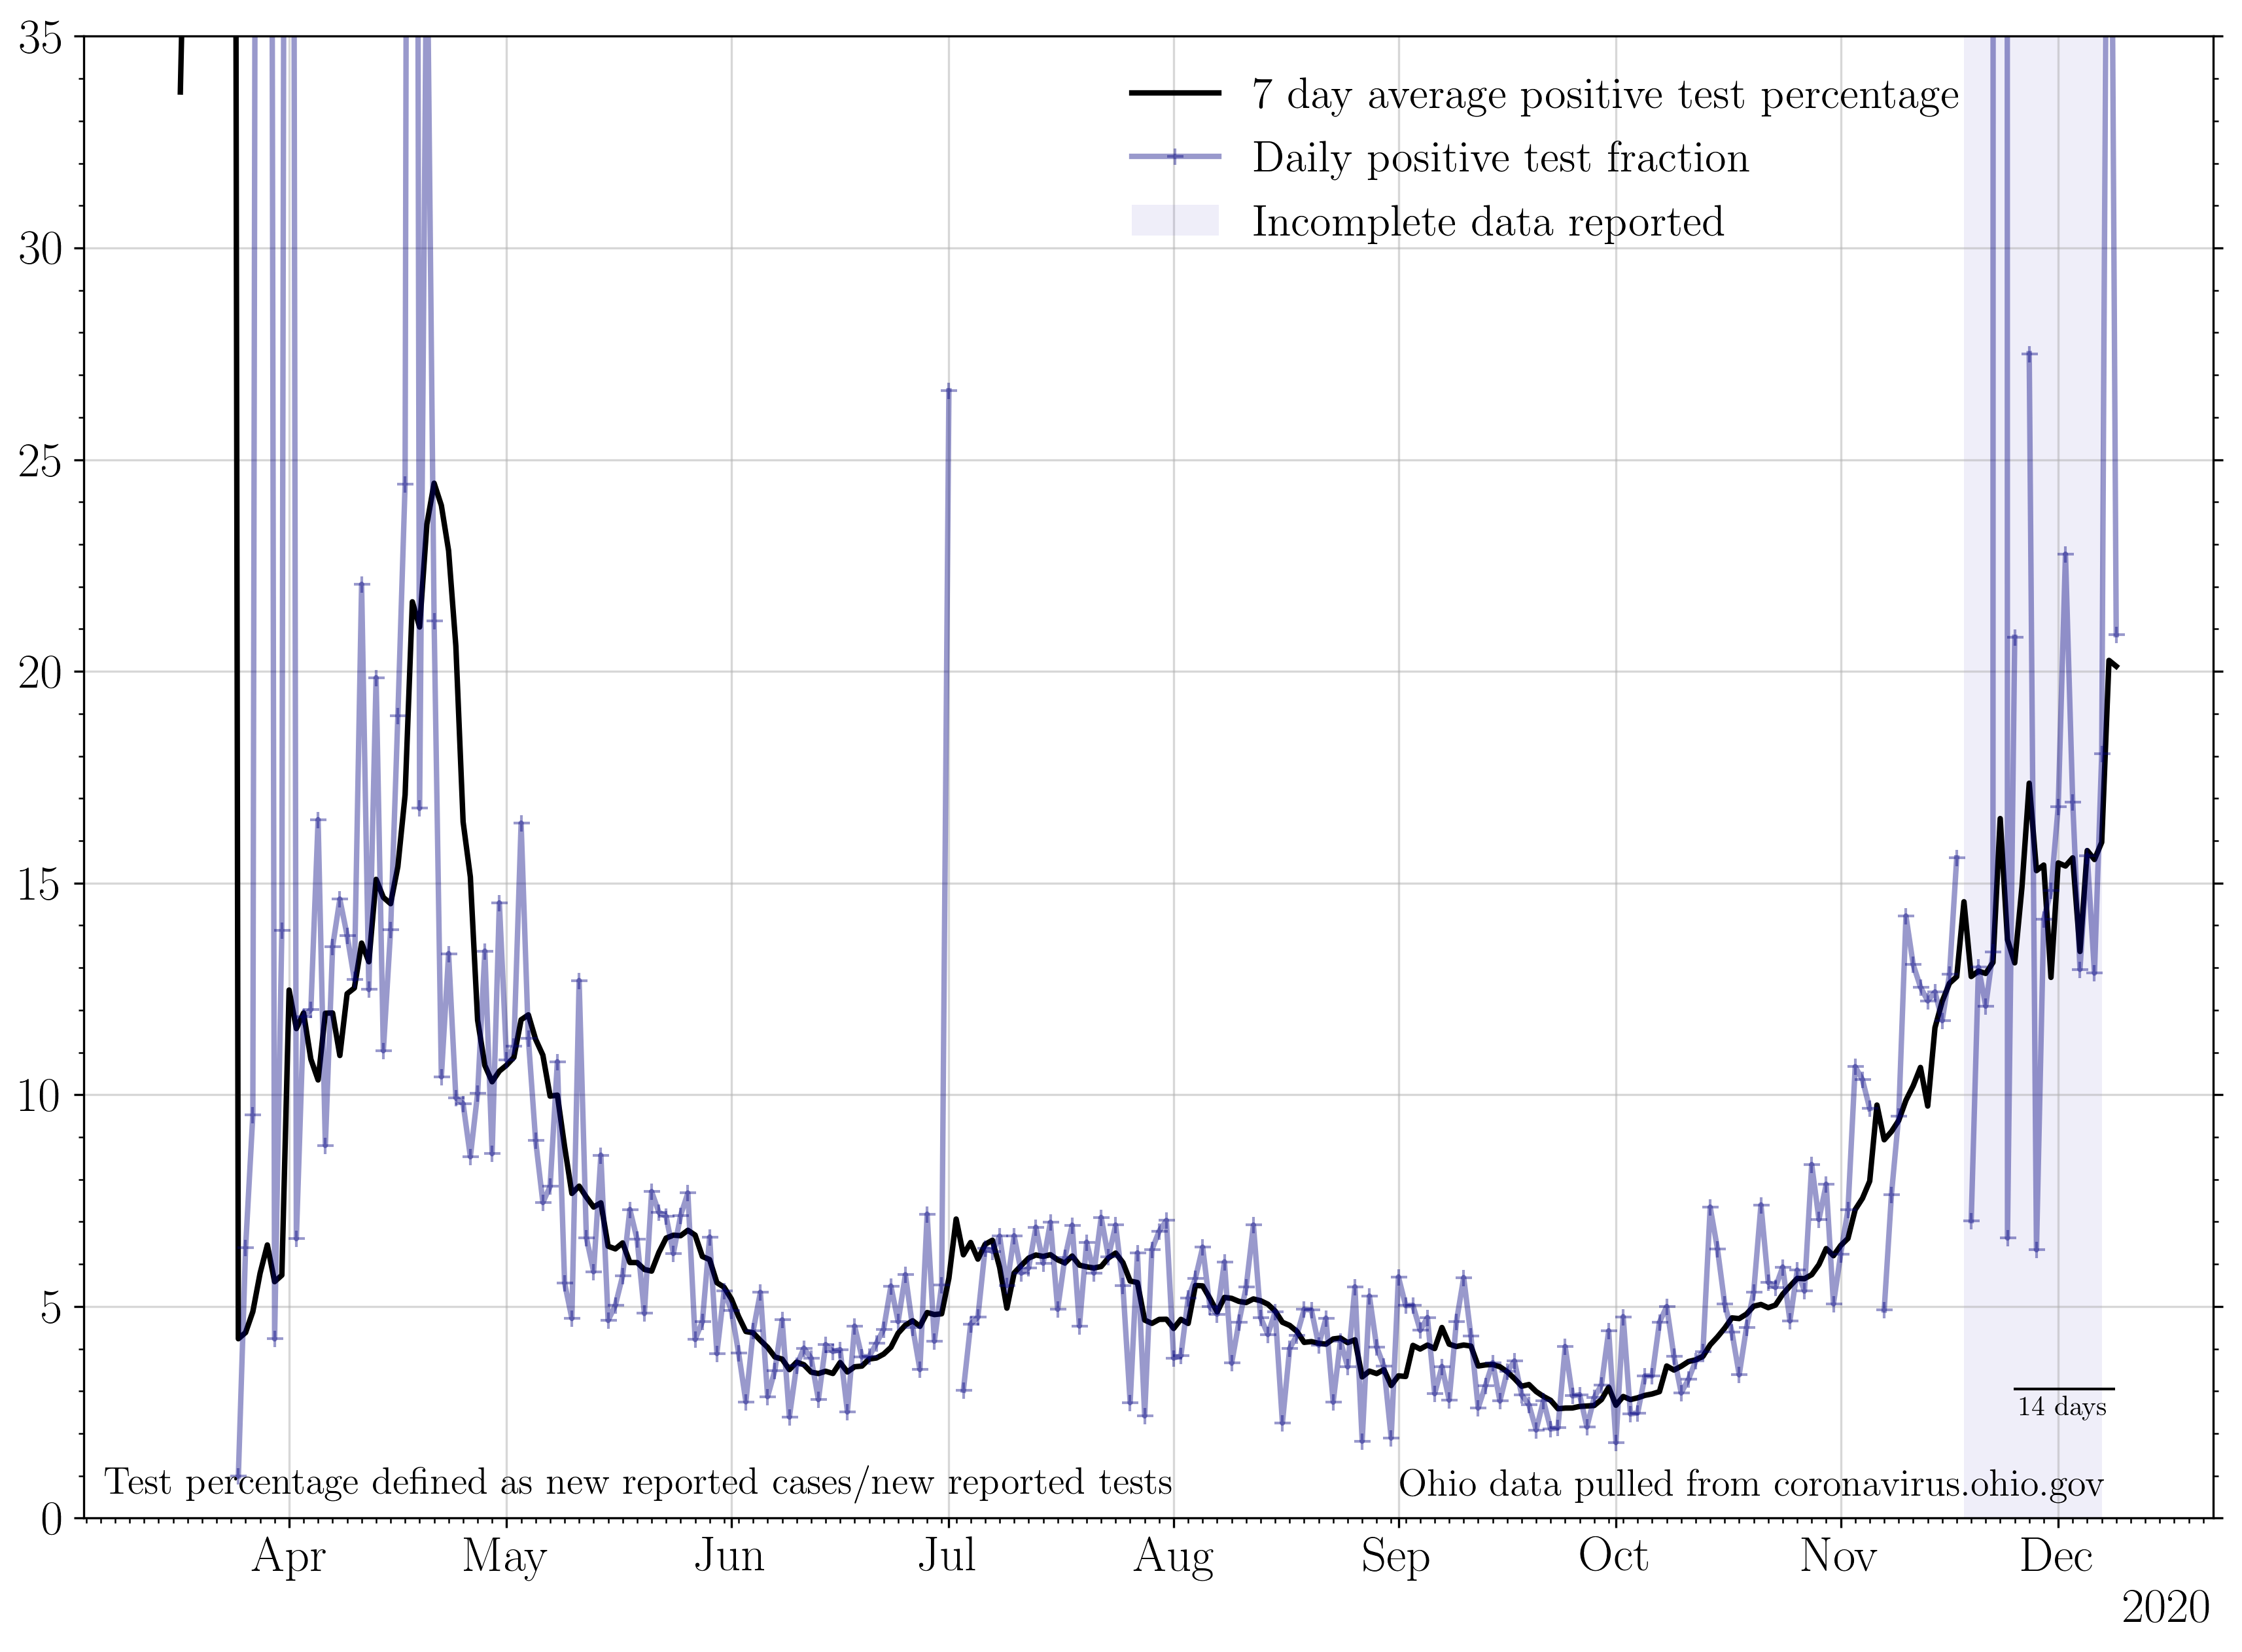 35
30
25
20
15
10
5
0
7 day average positive test percentage
Daily positive test fraction
Incomplete data reported
14 days
Test percentage defined as new reported cases/new reported tests
Ohio data pulled from coronavirus.ohio.gov
Apr May Jun Jul Aug Sep Oct Nov Dec
2020